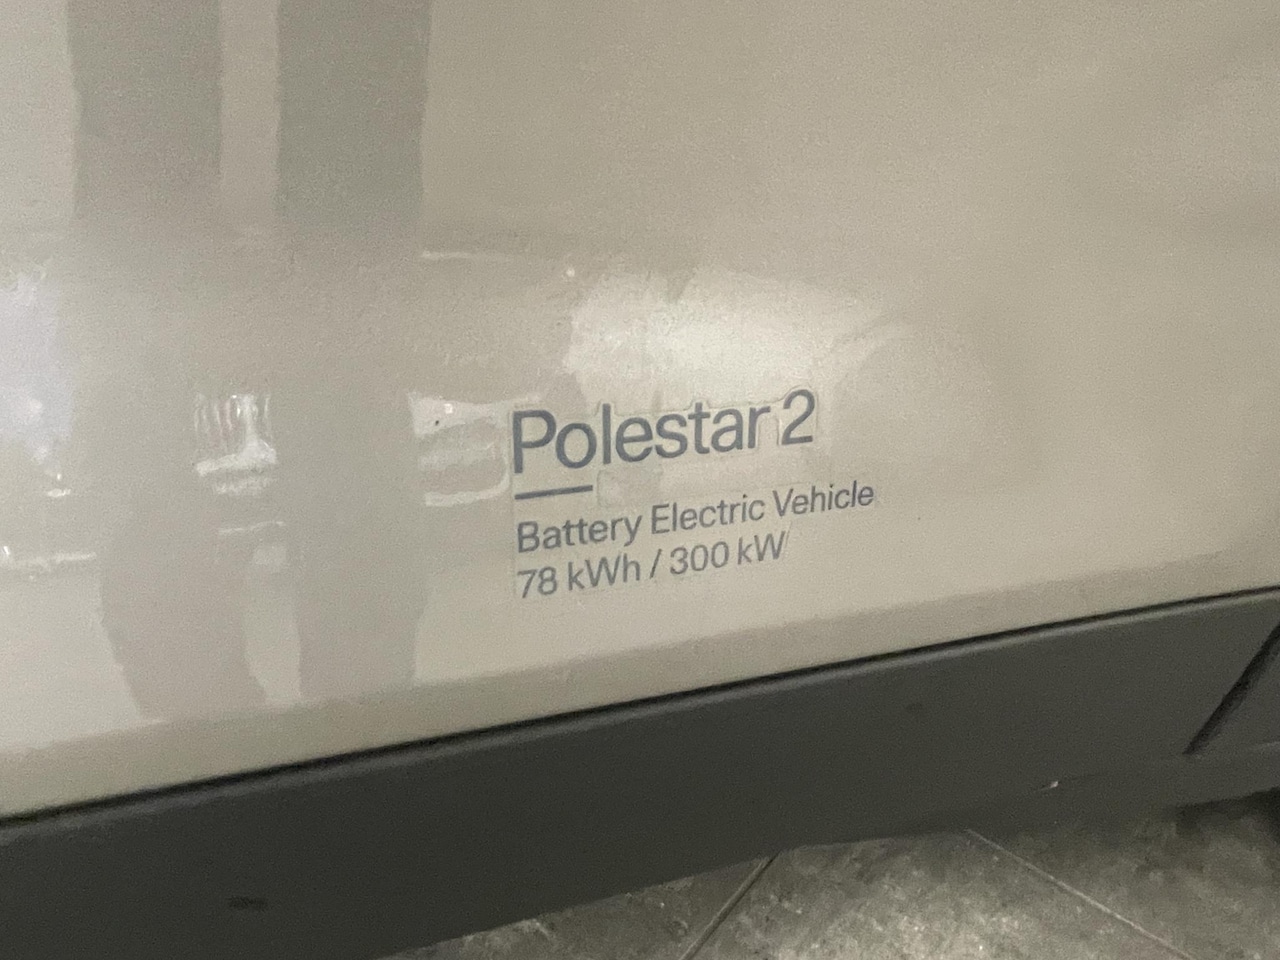 Polestar 2
Battery Electric Vehicle
78 kWh / 300 kW